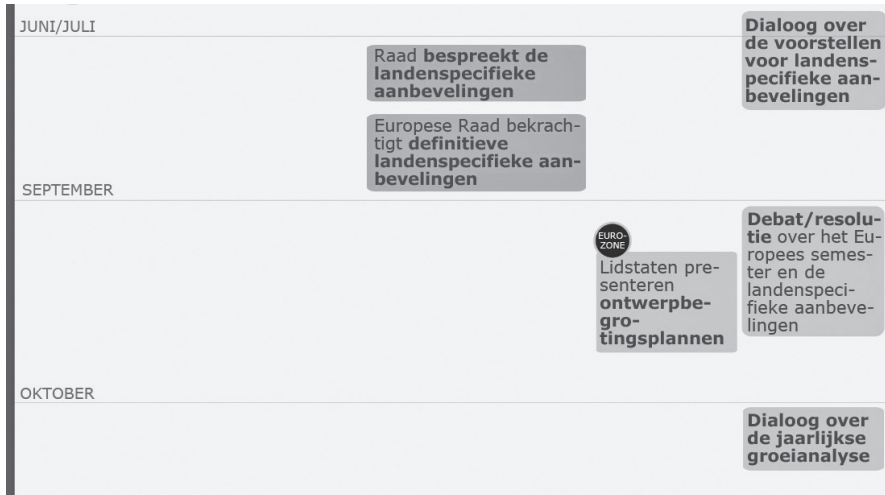 JUNI/JULI
Raad bespreekt de
landenspecifieke
aanbevelingen
Europese Raad bekrach-
tigt definitieve
landenspecifieke aan-
bevelingen
Dialoog over
de voorstellen
voor landens-
pecifieke aan-
bevelingen
SEPTEMBER
EURO-
ZONE
Lidstaten pre-
senteren
ontwerpbe-
gro-
tingsplannen
Debat/resolu-
tie over het Eu-
ropees semes-
ter en de
landenspeci-
fieke aanbeve-
lingen
OKTOBER
Dialoog over
de jaarlijkse
groeianalyse